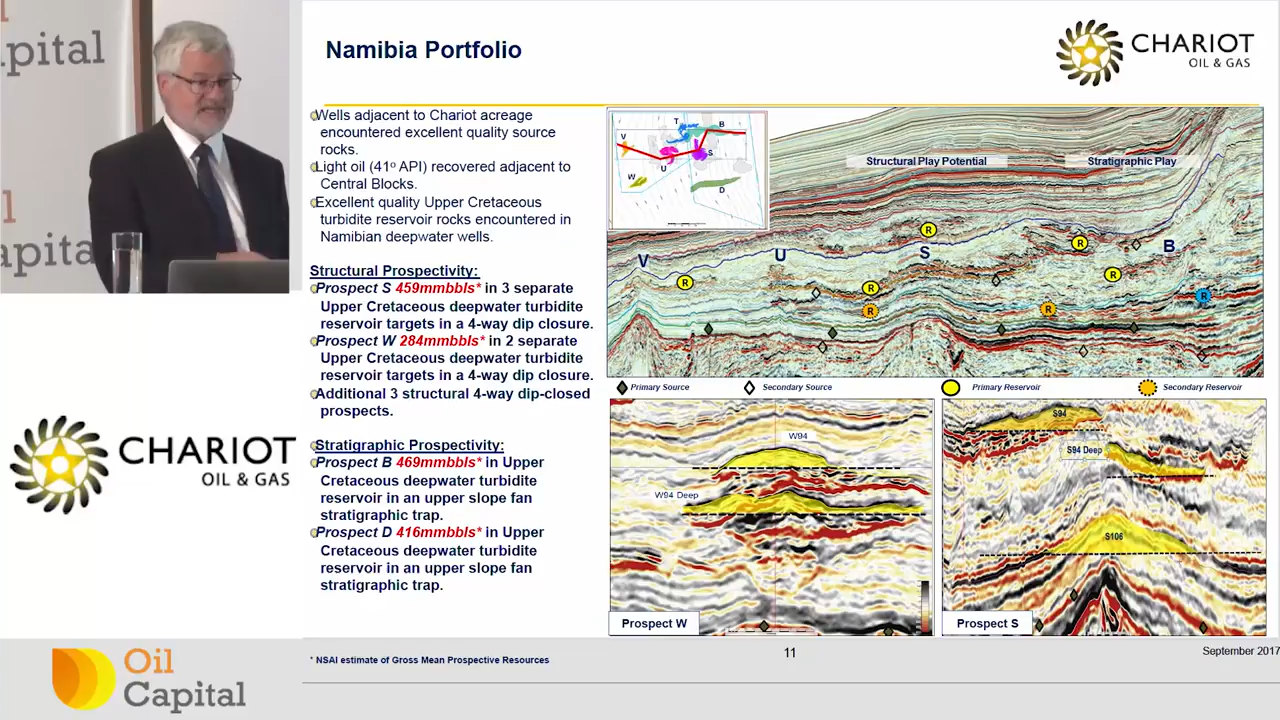 pital
Capital
Namibia Portfolio
CHARIOT
OIL & GAS
Wells adjacent to Chariot acreage
encountered excellent quality source
rocks.
Light oil (41º API) recovered adjacent to
Central Blocks.
Excellent quality Upper Cretaceous
turbidite reservoir rocks encountered in
Namibian deepwater wells.
Structural Prospectivity:
Prospect S 459mmbbls* in 3 separate
Upper Cretaceous deepwater turbidite
reservoir targets in a 4-way dip closure.
Prospect W 284mmbbls* in 2 separate
Upper Cretaceous deepwater turbidite
reservoir targets in a 4-way dip closure.
Additional 3 structural 4-way dip-closed
prospects.
Stratigraphic Prospectivity:
Prospect B 469mmbbls* in Upper
Cretaceous deepwater turbidite
reservoir in an upper slope fan
stratigraphic trap.
Prospect D 416mmbbls* in Upper
Cretaceous deepwater turbidite
reservoir in an upper slope fan
stratigraphic trap.
T
B
V
U
S
W
D
Structural Play Potential
Stratigraphic Play
V
U
S
B
R
R
R
R
R
R
R
R
Primary Source
Secondary Source
Primary Reservoir
Secondary Reservoir
W94
W94 Deep
Prospect W
S94
S94 Deep
S106
Prospect S
CHARIOT
OIL & GAS
Oil
Capital
* NSAI estimate of Gross Mean Prospective Resources
11
September 2017